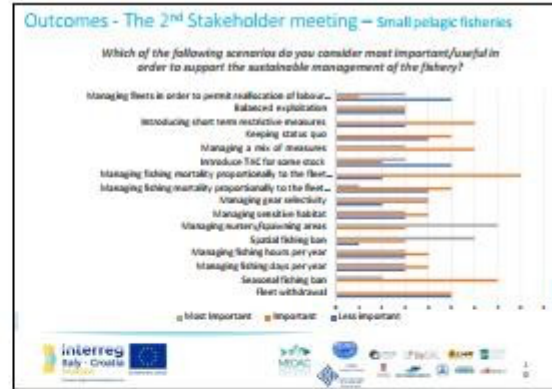 Outcomes - The 2nd Stakeholder meeting – Small pelagic fisheries
Which of the following scenarios do you consider most important/useful in
order to support the sustainable management of the fishery?
Managing fleets in order to permit reallocation of labour...
Balanced exploitation
Introducing short term restrictive measures
Keeping status quo
Managing a mix of measures
Introduce TAC for some stock
Managing fishing mortality proportionally to the fleet...
Managing fishing mortality proportionally to the fleet...
Managing gear selectivity
Managing sensitive habitat
Managing nursery/spawning areas
Spatial fishing ban
Managing fishing hours per year
Managing fishing days per year
Seasonal fishing ban
Fleet withdrawal
Most important Important Less important
interreg
Italy - Croatia
MEDAC